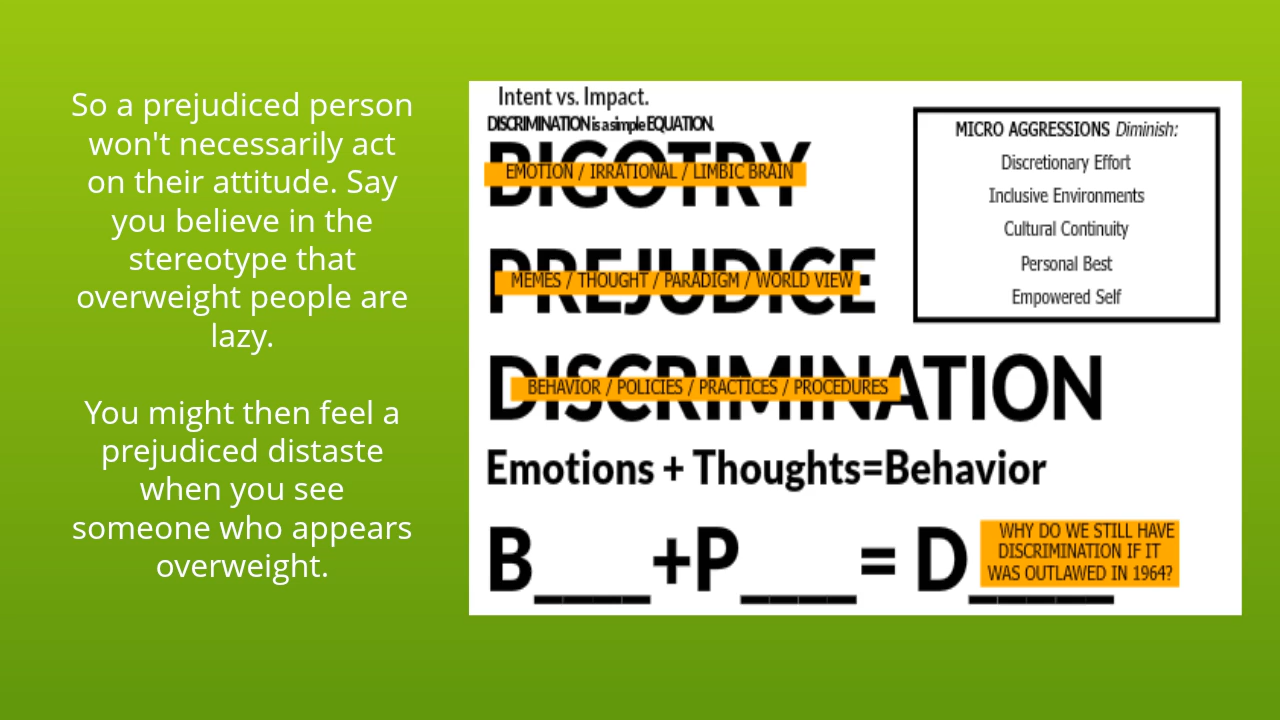 So a prejudiced person
won't necessarily act
on their attitude. Say
you believe in the
stereotype that
overweight people are
lazy.
You might then feel a
prejudiced distaste
when you see
someone who appears
overweight.
Intent vs. Impact.
DISCRIMINATION is a simple EQUATION.
BIGOTRY
EMOTION / IRRATIONAL / LIMBIC BRAIN
PREJUDICE
MEMES / THOUGHT / PARADIGM / WORLD VIEW
DISCRIMINATION
BEHAVIOR / POLICIES / PRACTICES / PROCEDURES
Emotions + Thoughts=Behavior
B____+P____= D_____
WHY DO WE STILL HAVE
DISCRIMINATION IF IT
WAS OUTLAWED IN 1964?
MICRO AGGRESSIONS Diminish:
Discretionary Effort
Inclusive Environments
Cultural Continuity
Personal Best
Empowered Self